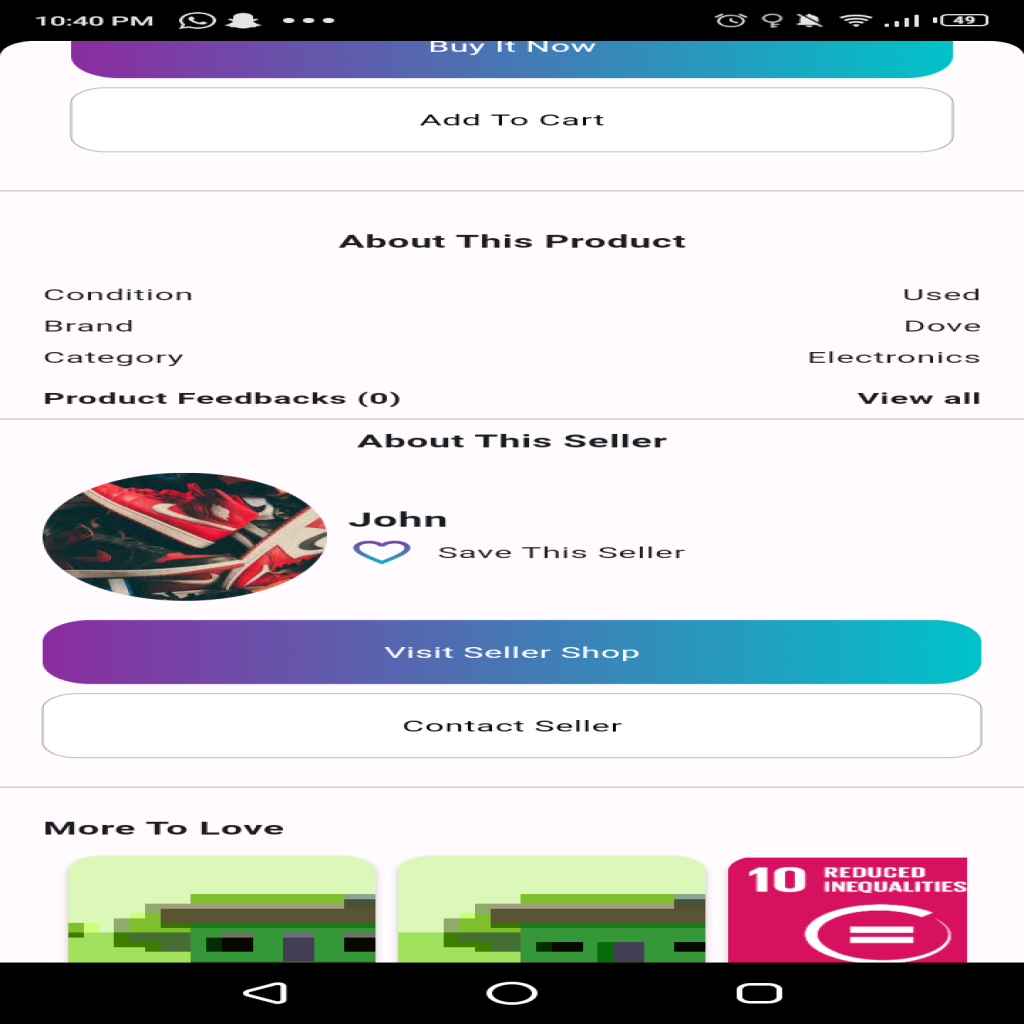 10:40 PM 49
Buy It Now
Add To Cart
About This Product
Condition Used
Brand Dove
Category Electronics
Product Feedbacks (0) View all
About This Seller
John
Save This Seller
Visit Seller Shop
Contact Seller
More To Love
10 REDUCED
INEQUALITIES